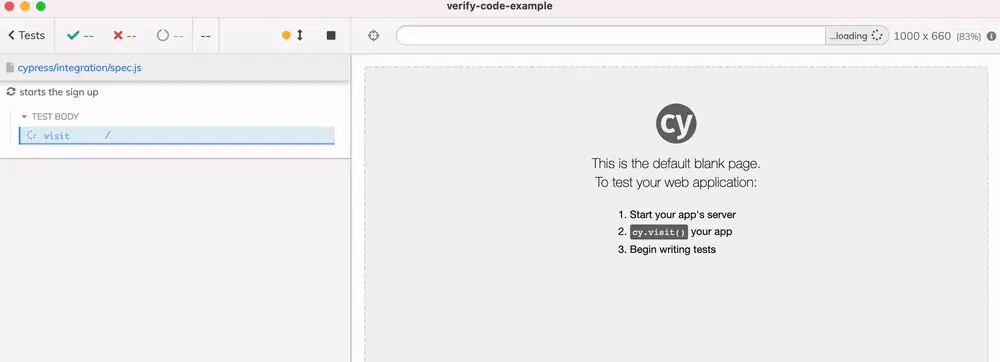 verify-code-example
Tests -- -- -- --
...loading 1000 x 660 (83%)
cypress/integration/spec.js
starts the sign up
TEST BODY
visit /
cy
This is the default blank page.
To test your web application:
1. Start your app's server
2. cy.visit() your app
3. Begin writing tests